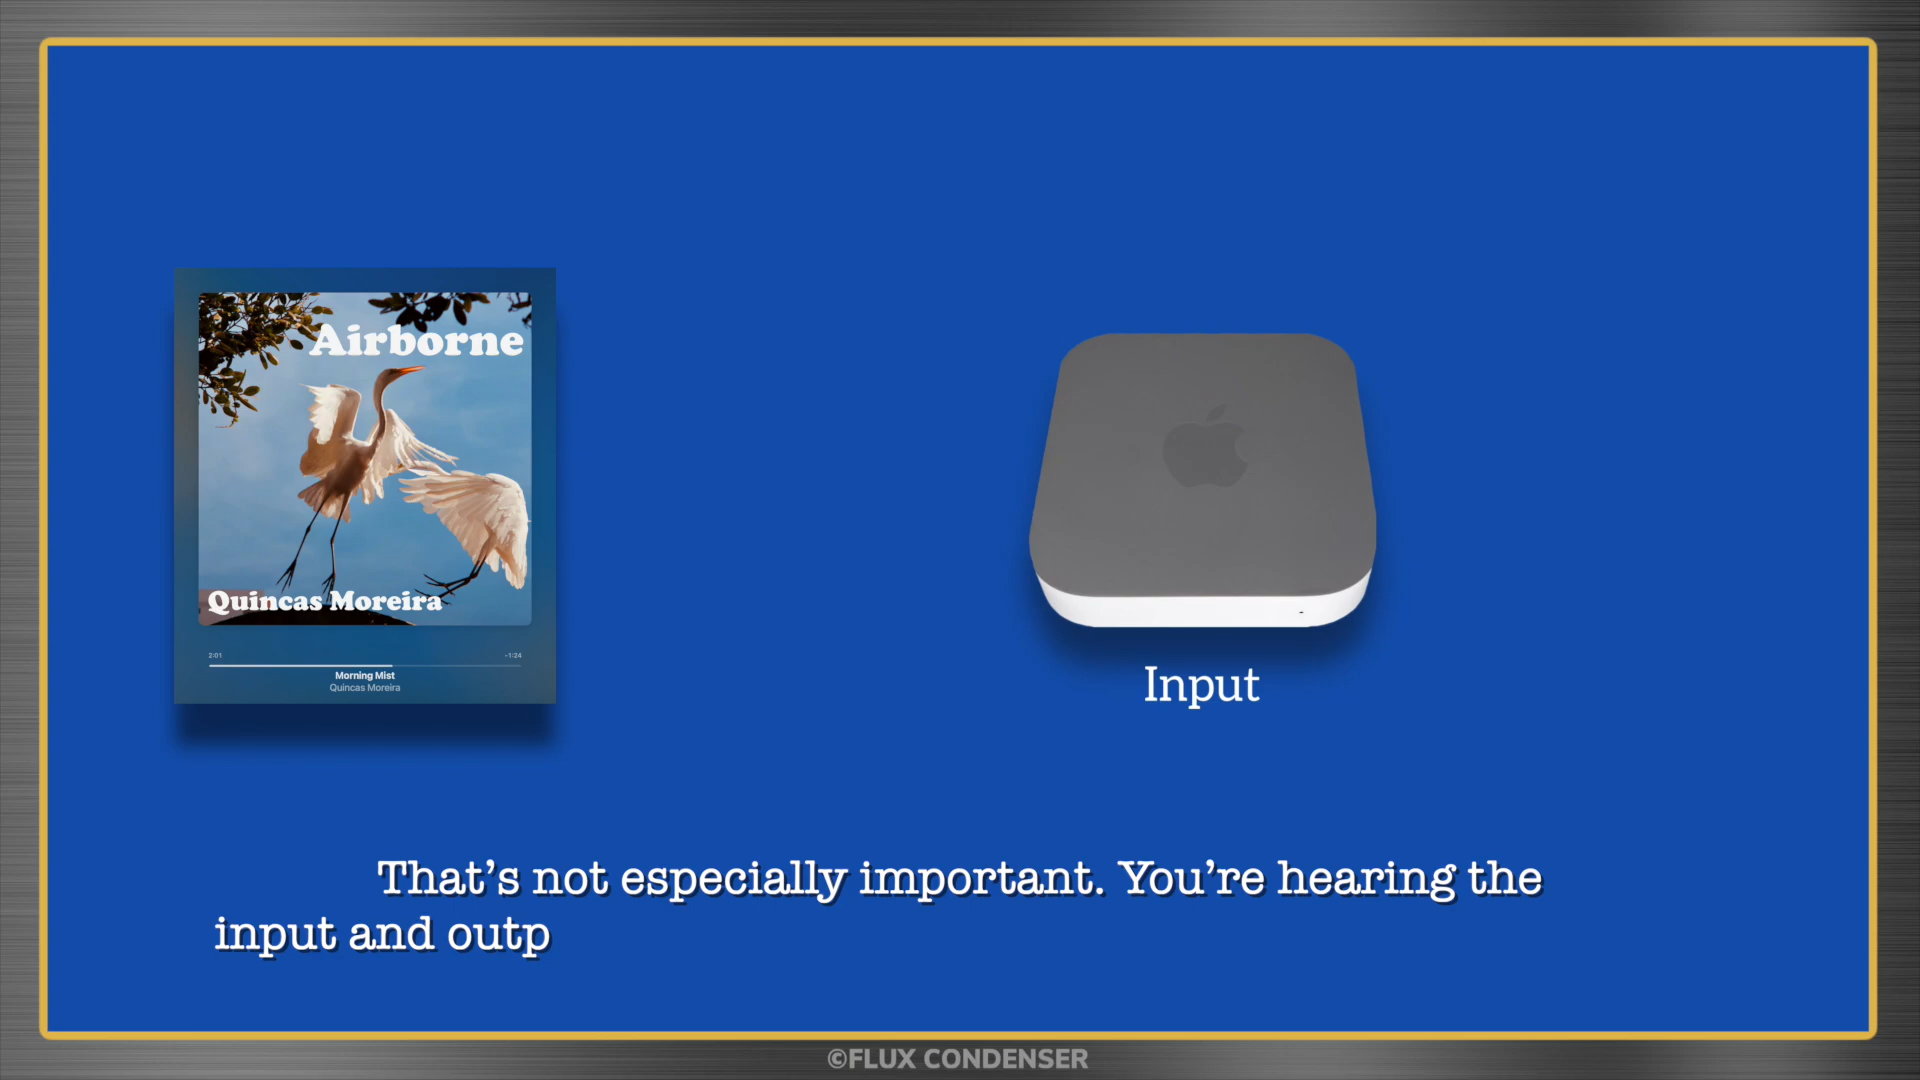 Airborne
Quincas Moreira
2:01
-1:24
Morning Mist
Quincas Moreira
Input
That’s not especially important. You’re hearing the
input and outp
©FLUX CONDENSER